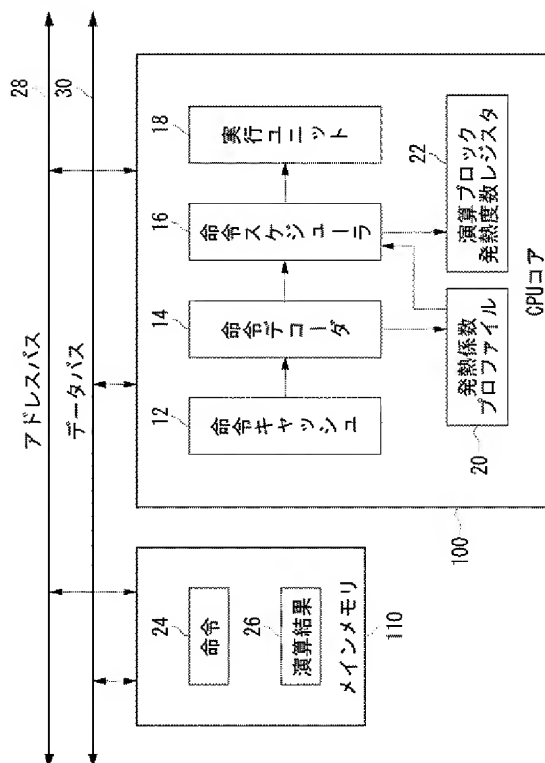 アドレスバス
28
データバス
30
12
命令キャッシュ
14
命令デコーダ
16
命令スケジューラ
18
実行ユニット
発熱係数
プロファイル
20
演算ブロック
発熱度数レジスタ
22
CPUコア
100
24
命令
26
演算結果
メインメモリ
110